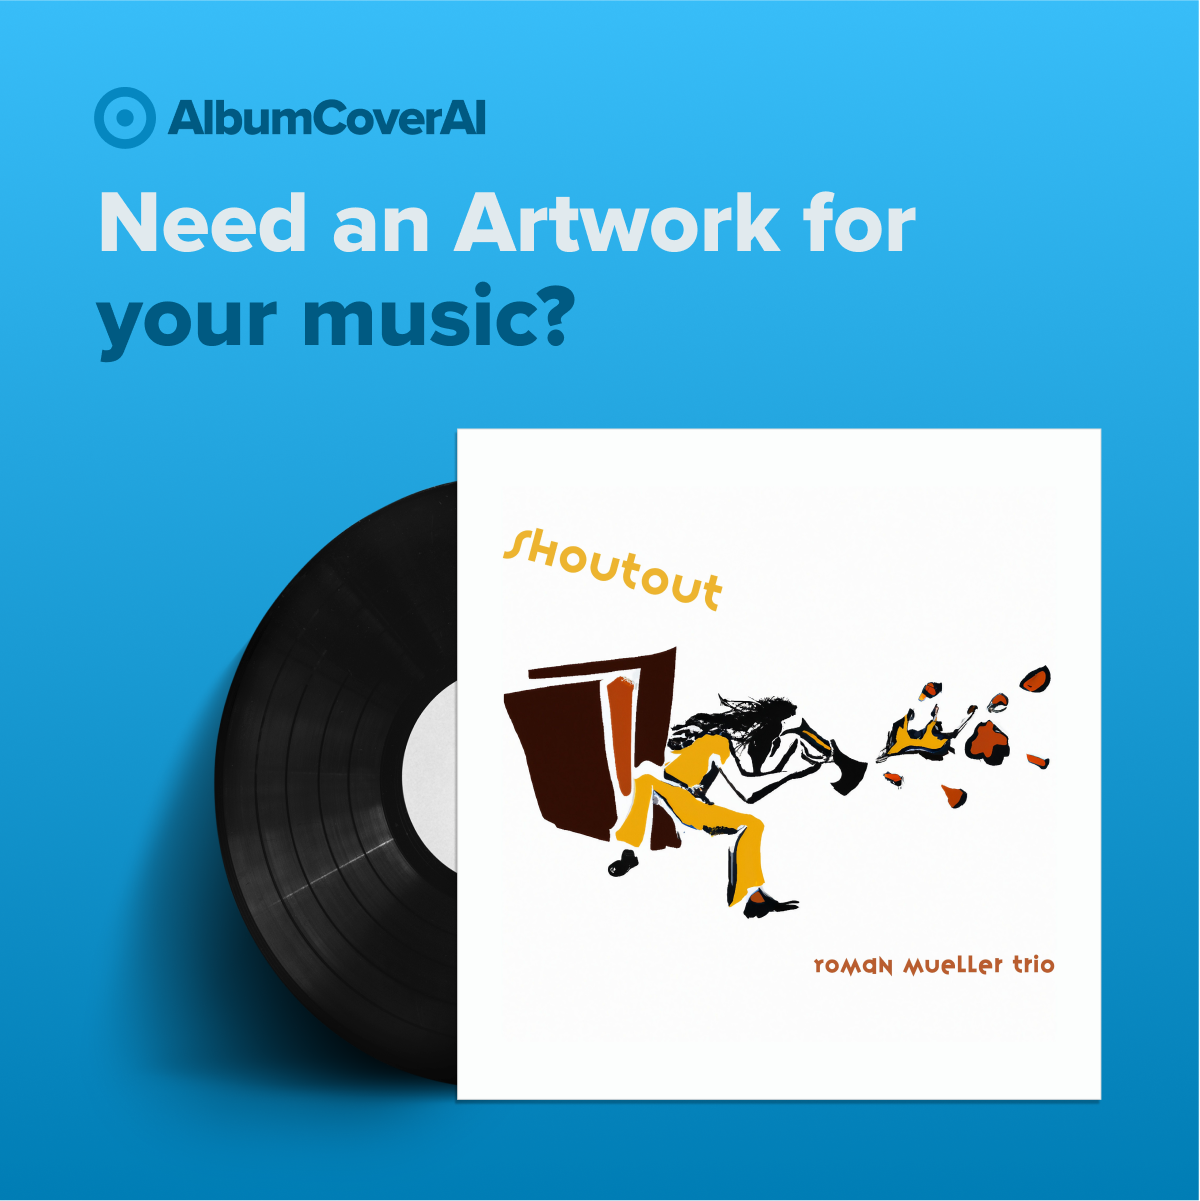 AlbumCoverAI
Need an Artwork for
your music?
shoutout
roman mueller trio